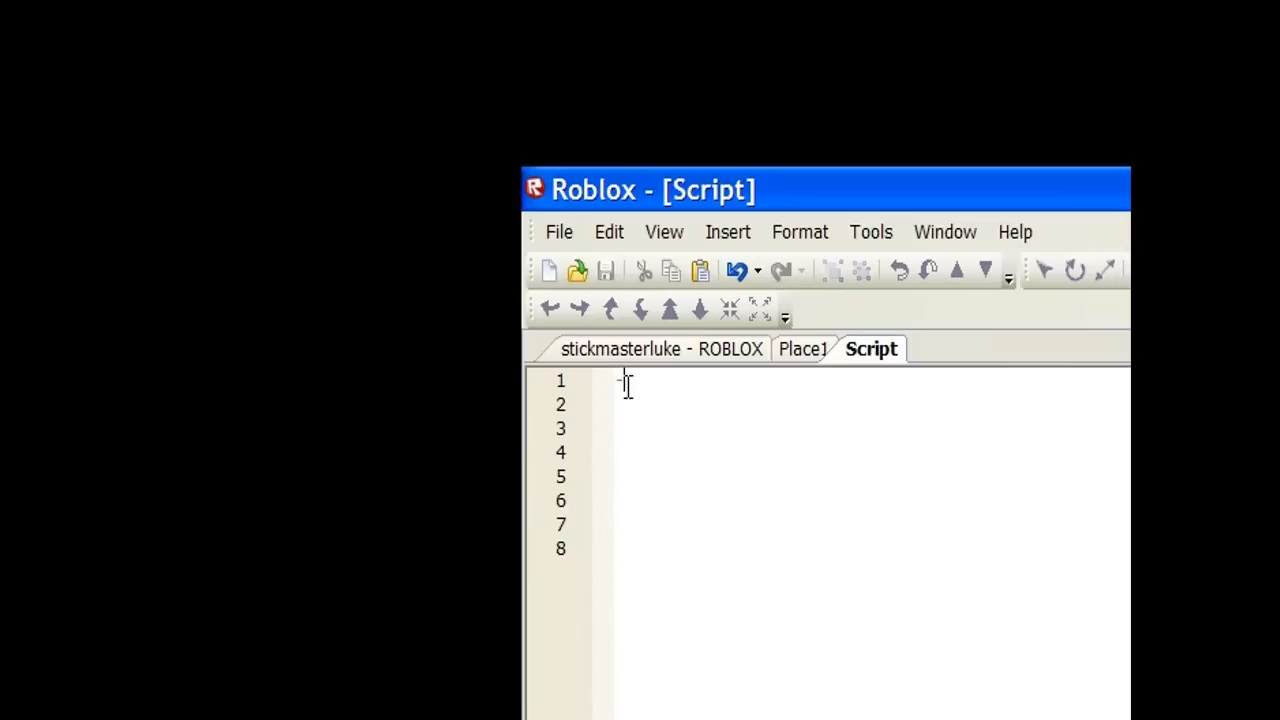 Roblox - [Script]
File Edit View Insert Format Tools Window Help
stickmasterluke - ROBLOX Place1 Script
1 -
2
3
4
5
6
7
8